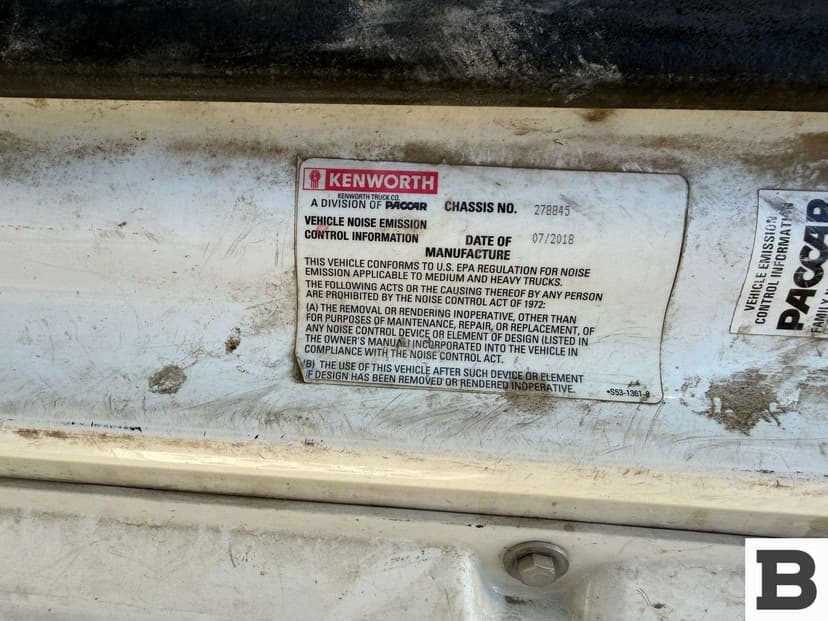 KENWORTH
KENWORTH TRUCK CO.
A DIVISION OF PACCAR
CHASSIS NO. 278845
VEHICLE NOISE EMISSION
CONTROL INFORMATION
DATE OF 07/2018
MANUFACTURE
THIS VEHICLE CONFORMS TO U.S. EPA REGULATION FOR NOISE
EMISSION APPLICABLE TO MEDIUM AND HEAVY TRUCKS.
THE FOLLOWING ACTS OR THE CAUSING THEREOF BY ANY PERSON
ARE PROHIBITED BY THE NOISE CONTROL ACT OF 1972:
(A) THE REMOVAL OR RENDERING INOPERATIVE, OTHER THAN
FOR PURPOSES OF MAINTENANCE, REPAIR, OR REPLACEMENT, OF
ANY NOISE CONTROL DEVICE OR ELEMENT OF DESIGN (LISTED IN
THE OWNER'S MANUAL) INCORPORATED INTO THE VEHICLE IN
COMPLIANCE WITH THE NOISE CONTROL ACT.
(B) THE USE OF THIS VEHICLE AFTER SUCH DEVICE OR ELEMENT
OF DESIGN HAS BEEN REMOVED OR RENDERED INOPERATIVE.
+S53-1361-9
VEHICLE EMISSION
CONTROL INFORMATION
PACCAR
FAMILY
B